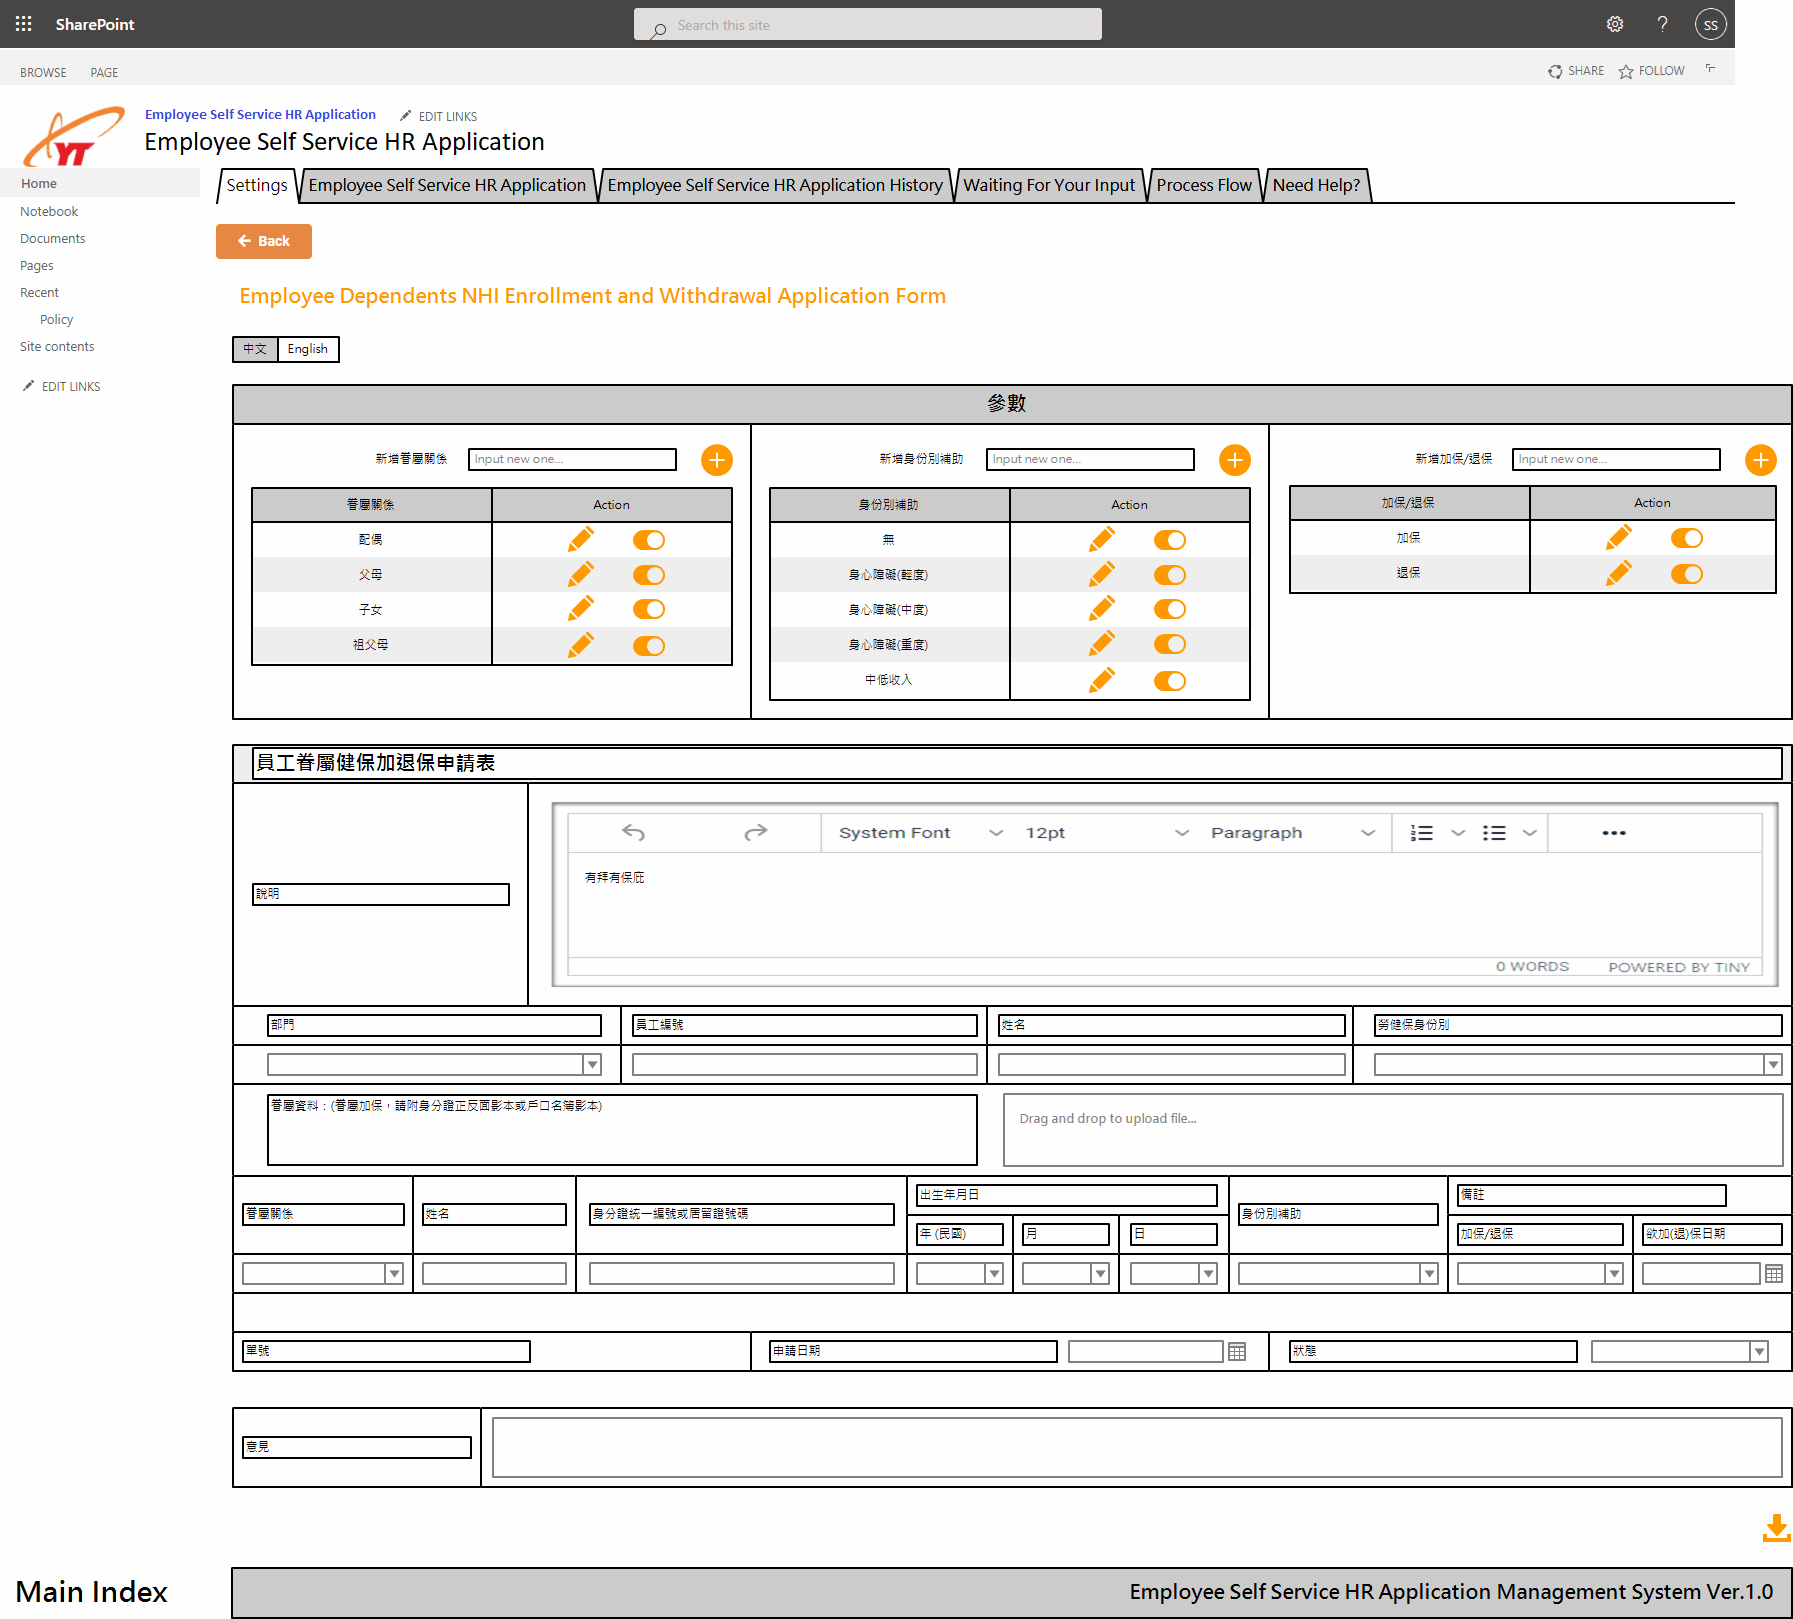 SharePoint
Search this site
?
SS
BROWSE
PAGE
SHARE
FOLLOW
YT
Employee Self Service HR Application
EDIT LINKS
Employee Self Service HR Application
Home
Notebook
Documents
Pages
Recent
Policy
Site contents
EDIT LINKS
Settings
Employee Self Service HR Application
Employee Self Service HR Application History
Waiting For Your Input
Process Flow
Need Help?
Back
Employee Dependents NHI Enrollment and Withdrawal Application Form
中文
English
參數
新增眷屬關係
Input new one...
眷屬關係
Action
配偶
父母
子女
祖父母
新增身份別補助
Input new one...
身份別補助
Action
無
身心障礙(輕度)
身心障礙(中度)
身心障礙(重度)
中低收入
新增加保/退保
Input new one...
加保/退保
Action
加保
退保
員工眷屬健保加退保申請表
說明
System Font
12pt
Paragraph
有拜有保庇
0 WORDS
POWERED BY TINY
部門
員工編號
姓名
勞健保身份別
眷屬資料：(眷屬加保，請附身分證正反面影本或戶口名簿影本)
Drag and drop to upload file...
眷屬關係
姓名
身分證統一編號或居留證號碼
出生年月日
年 (民國)
月
日
身份別補助
備註
加保/退保
欲加(退)保日期
單號
申請日期
狀態
意見
Main Index
Employee Self Service HR Application Management System Ver.1.0